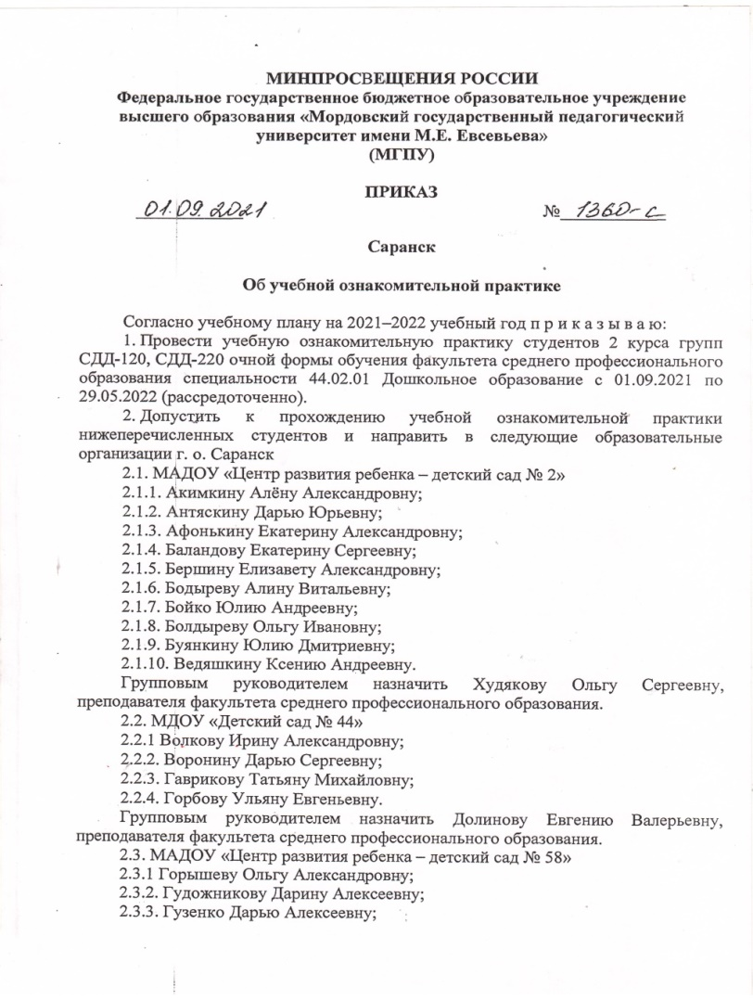 МИНПРОСВЕЩЕНИЯ РОССИИ
Федеральное государственное бюджетное образовательное учреждение
высшего образования «Мордовский государственный педагогический
университет имени М.Е. Евсевьева»
(МГПУ)
ПРИКАЗ
01.09.2021 № 1360-с
Саранск
Об учебной ознакомительной практике
Согласно учебному плану на 2021–2022 учебный год п р и к а з ы в а ю:
1. Провести учебную ознакомительную практику студентов 2 курса групп
СДД-120, СДД-220 очной формы обучения факультета среднего профессионального
образования специальности 44.02.01 Дошкольное образование с 01.09.2021 по
29.05.2022 (рассредоточенно).
2. Допустить к прохождению учебной ознакомительной практики
нижеперечисленных студентов и направить в следующие образовательные
организации г. о. Саранск
2.1. МАДОУ «Центр развития ребенка – детский сад № 2»
2.1.1. Акимкину Алёну Александровну;
2.1.2. Антяскину Дарью Юрьевну;
2.1.3. Афонькину Екатерину Александровну;
2.1.4. Баландову Екатерину Сергеевну;
2.1.5. Бершину Елизавету Александровну;
2.1.6. Бодыреву Алину Витальевну;
2.1.7. Бойко Юлию Андреевну;
2.1.8. Болдыреву Ольгу Ивановну;
2.1.9. Буянкину Юлию Дмитриевну;
2.1.10. Ведяшкину Ксению Андреевну.
Групповым руководителем назначить Худякову Ольгу Сергеевну,
преподавателя факультета среднего профессионального образования.
2.2. МДОУ «Детский сад № 44»
2.2.1 Волкову Ирину Александровну;
2.2.2. Воронину Дарью Сергеевну;
2.2.3. Гаврикову Татьяну Михайловну;
2.2.4. Горбову Ульяну Евгеньевну.
Групповым руководителем назначить Долинову Евгению Валерьевну,
преподавателя факультета среднего профессионального образования.
2.3. МАДОУ «Центр развития ребенка – детский сад № 58»
2.3.1 Горышеву Ольгу Александровну;
2.3.2. Гудожникову Дарину Алексеевну;
2.3.3. Гузенко Дарью Алексеевну;